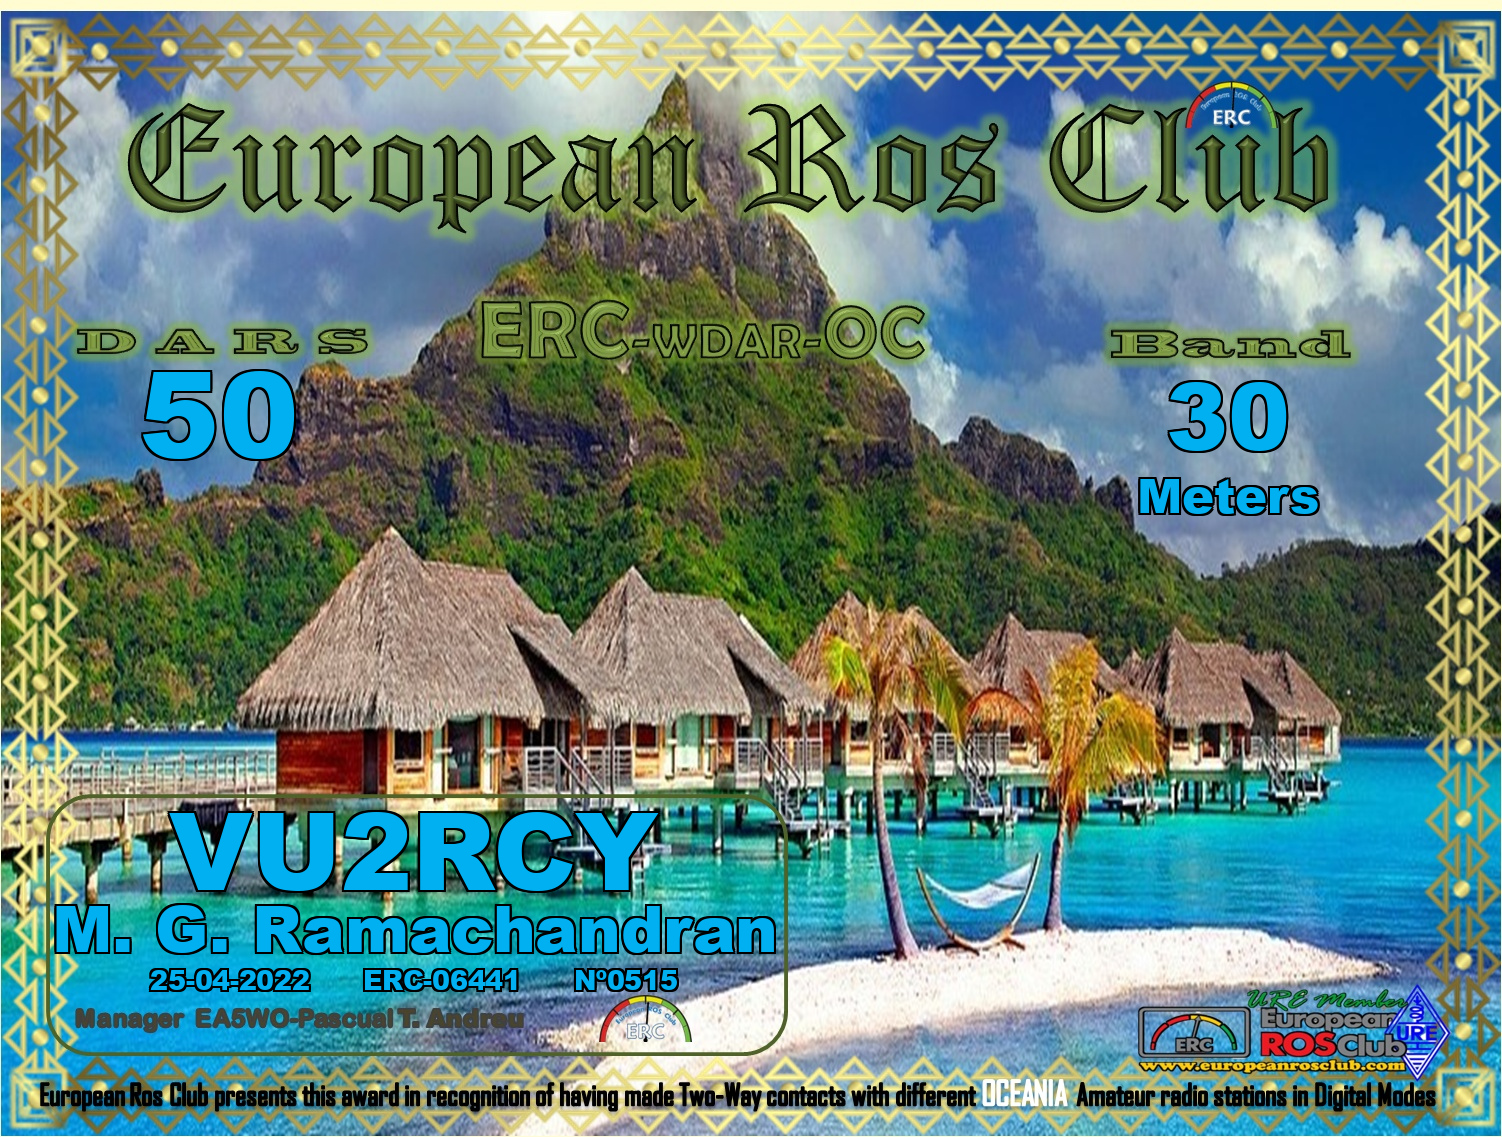 European Ros Club
ERC
DARS
50
ERC-WDAR-OC
Band
30
Meters
VU2RCY
M. G. Ramachandran
25-04-2022 ERC-06441 Nº0515
Manager EA5WO-Pascual T. Andreu
European ROS Club
ERC
URE Member
European
ROSClub
ERC
URE
www.europeanrosclub.com
European Ros Club presents this award in recognition of having made Two-Way contacts with different OCEANIA Amateur radio stations in Digital Modes